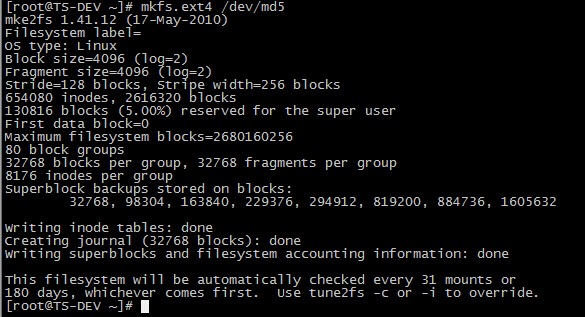 [root@TS-DEV ~]# mkfs.ext4 /dev/md5
mke2fs 1.41.12 (17-May-2010)
Filesystem label=
OS type: Linux
Block size=4096 (log=2)
Fragment size=4096 (log=2)
Stride=128 blocks, Stripe width=256 blocks
654080 inodes, 2616320 blocks
130816 blocks (5.00%) reserved for the super user
First data block=0
Maximum filesystem blocks=2680160256
80 block groups
32768 blocks per group, 32768 fragments per group
8176 inodes per group
Superblock backups stored on blocks:
32768, 98304, 163840, 229376, 294912, 819200, 884736, 1605632
Writing inode tables: done
Creating journal (32768 blocks): done
Writing superblocks and filesystem accounting information: done
This filesystem will be automatically checked every 31 mounts or
180 days, whichever comes first.  Use tune2fs -c or -i to override.
[root@TS-DEV ~]#